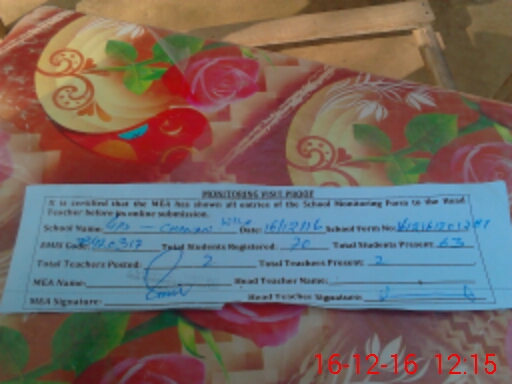 MONITORING VISIT PROOF
It is certified that the MEA has shown all entries of the School Monitoring Form to the Head
Teacher before its online submission.
School Name: GPS - Date: 16/12/16 School Form No:
EMIS Code: Total Students Registered: 70 Total Students Present: 63
Total Teachers Posted: 2 Total Teachers Present: 2
MEA Name: Head Teacher Name:
MEA Signature: Head Teacher Signature:
16-12-16 12:15